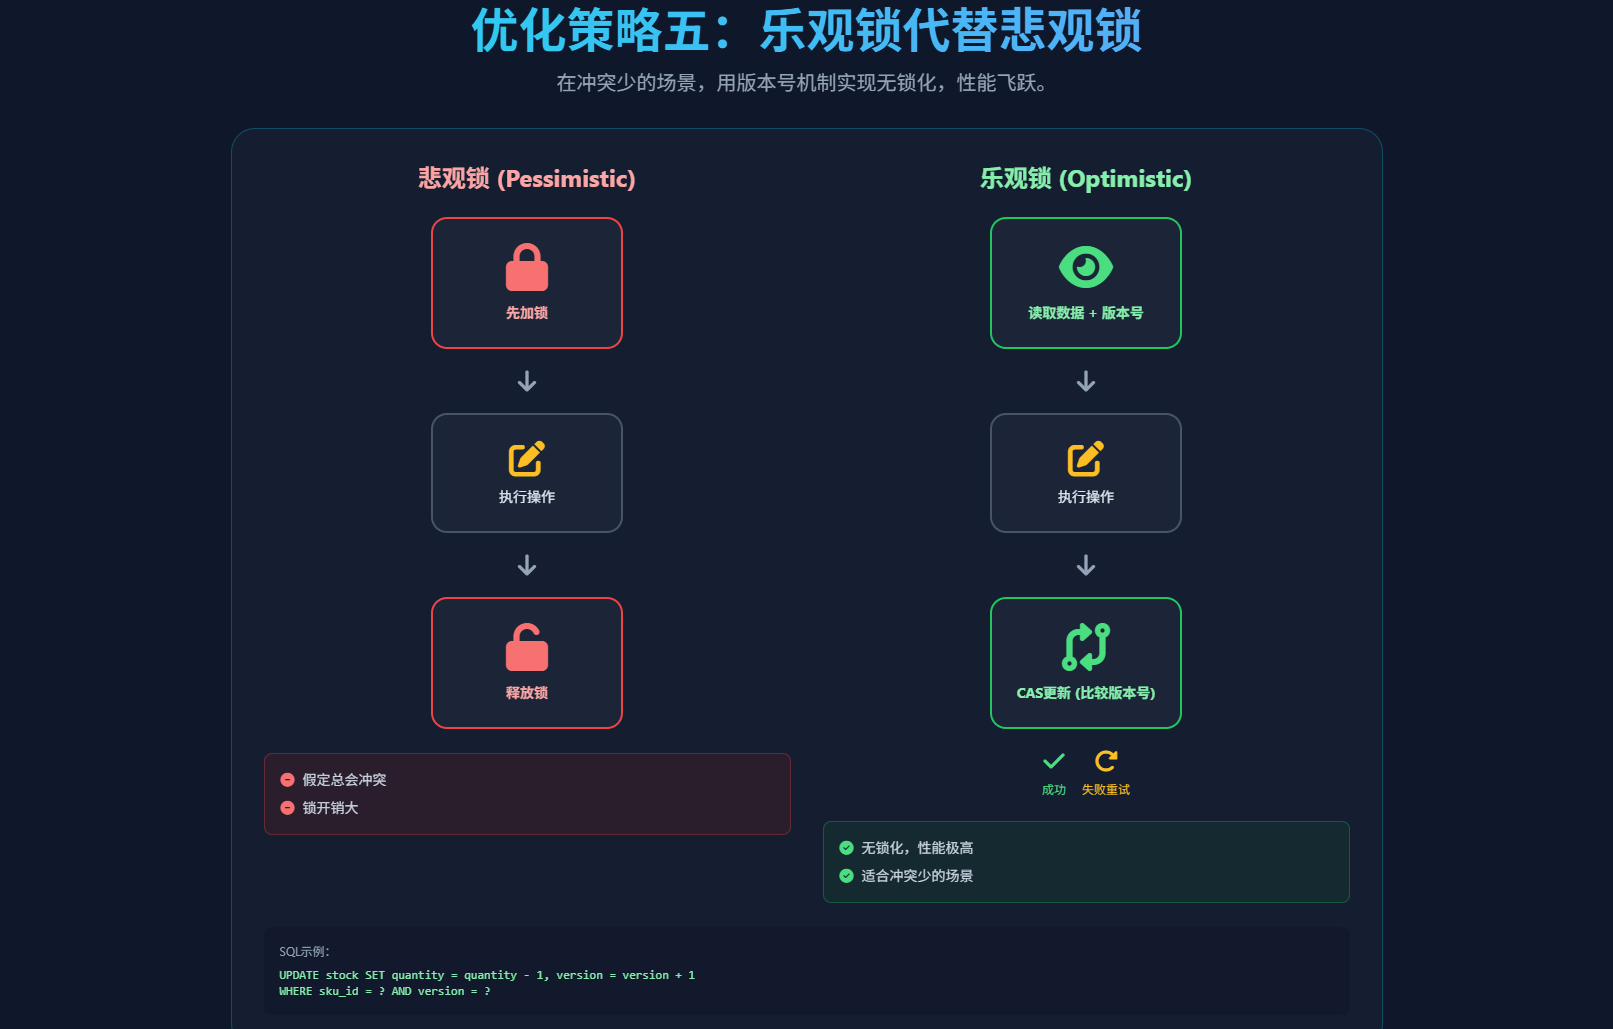 优化策略五：乐观锁代替悲观锁
在冲突少的场景，用版本号机制实现无锁化，性能飞跃。
悲观锁 (Pessimistic)
先加锁
执行操作
释放锁
假定总会冲突
锁开销大
乐观锁 (Optimistic)
读取数据 + 版本号
执行操作
CAS更新 (比较版本号)
成功
失败重试
无锁化，性能极高
适合冲突少的场景
SQL示例：
UPDATE stock SET quantity = quantity - 1, version = version + 1
WHERE sku_id = ? AND version = ?